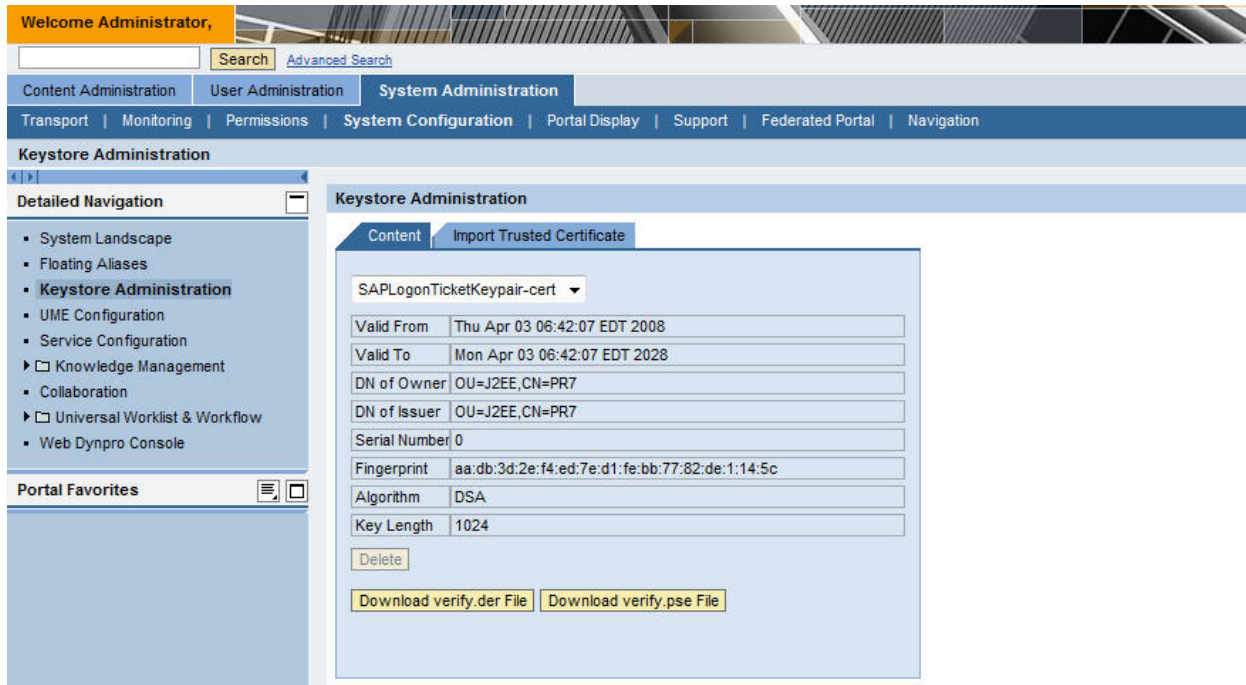 Welcome Administrator,
Search Advanced Search
Content Administration User Administration System Administration
Transport | Monitoring | Permissions | System Configuration | Portal Display | Support | Federated Portal | Navigation
Keystore Administration
Detailed Navigation
System Landscape
Floating Aliases
Keystore Administration
UME Configuration
Service Configuration
Knowledge Management
Collaboration
Universal Worklist & Workflow
Web Dynpro Console
Portal Favorites
Keystore Administration
Content Import Trusted Certificate
SAPLogonTicketKeypair-cert
Valid From Thu Apr 03 06:42:07 EDT 2008
Valid To Mon Apr 03 06:42:07 EDT 2028
DN of Owner OU=J2EE,CN=PR7
DN of Issuer OU=J2EE,CN=PR7
Serial Number 0
Fingerprint aa:db:3d:2e:f4:ed:7e:d1:fe:bb:77:82:de:1:14:5c
Algorithm DSA
Key Length 1024
Delete
Download verify.der File Download verify.pse File